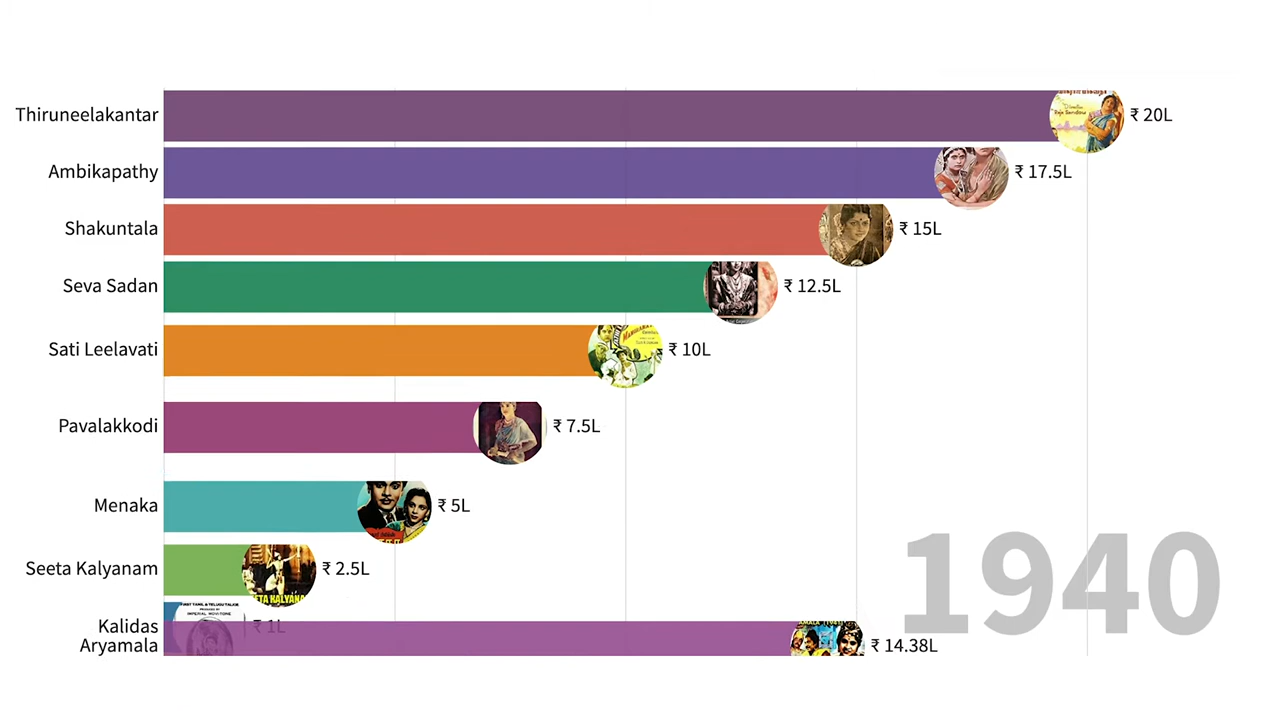 Thiruneelakantar ₹ 20L
Ambikapathy ₹ 17.5L
Shakuntala ₹ 15L
Seva Sadan ₹ 12.5L
Sati Leelavati ₹ 10L
Pavalakkodi ₹ 7.5L
Menaka ₹ 5L
Seeta Kalyanam ₹ 2.5L
Kalidas ₹ 1L
Aryamala ₹ 14.38L
1940